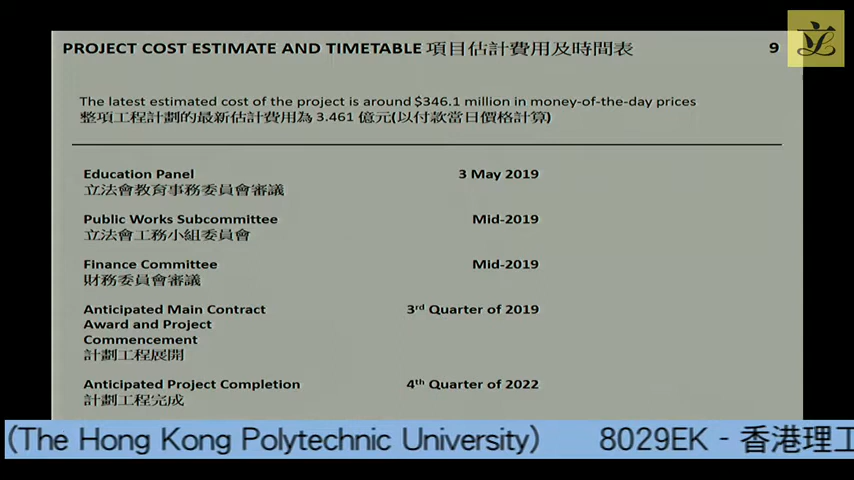 PROJECT COST ESTIMATE AND TIMETABLE 項目估計費用及時間表 9
The latest estimated cost of the project is around $346.1 million in money-of-the-day prices
整項工程計劃的最新估計費用為 3.461 億元(以付款當日價格計算)
Education Panel 3 May 2019
立法會教育事務委員會審議
Public Works Subcommittee Mid-2019
立法會工務小組委員會
Finance Committee Mid-2019
財務委員會審議
Anticipated Main Contract 3rd Quarter of 2019
Award and Project
Commencement
計劃工程展開
Anticipated Project Completion 4th Quarter of 2022
計劃工程完成
(The Hong Kong Polytechnic University) 8029EK - 香港理工